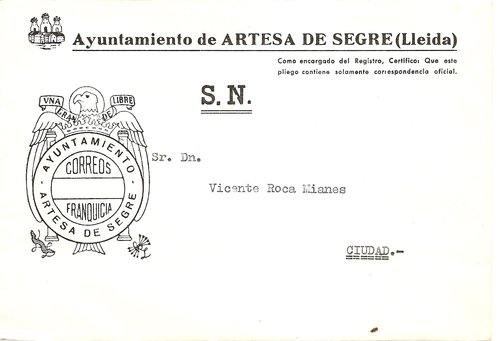 Ayuntamiento de ARTESA DE SEGRE (Lleida)
Como encargado del Registro, Certifico: Que este
pliego contiene solamente correspondencia oficial.
S. N.
VNA GRANDE LIBRE
AYUNTAMIENTO
CORREOS
FRANQUICIA
ARTESA DE SEGRE
Sr. Dn.
Vicente Roca Mianes
CIUDAD.-